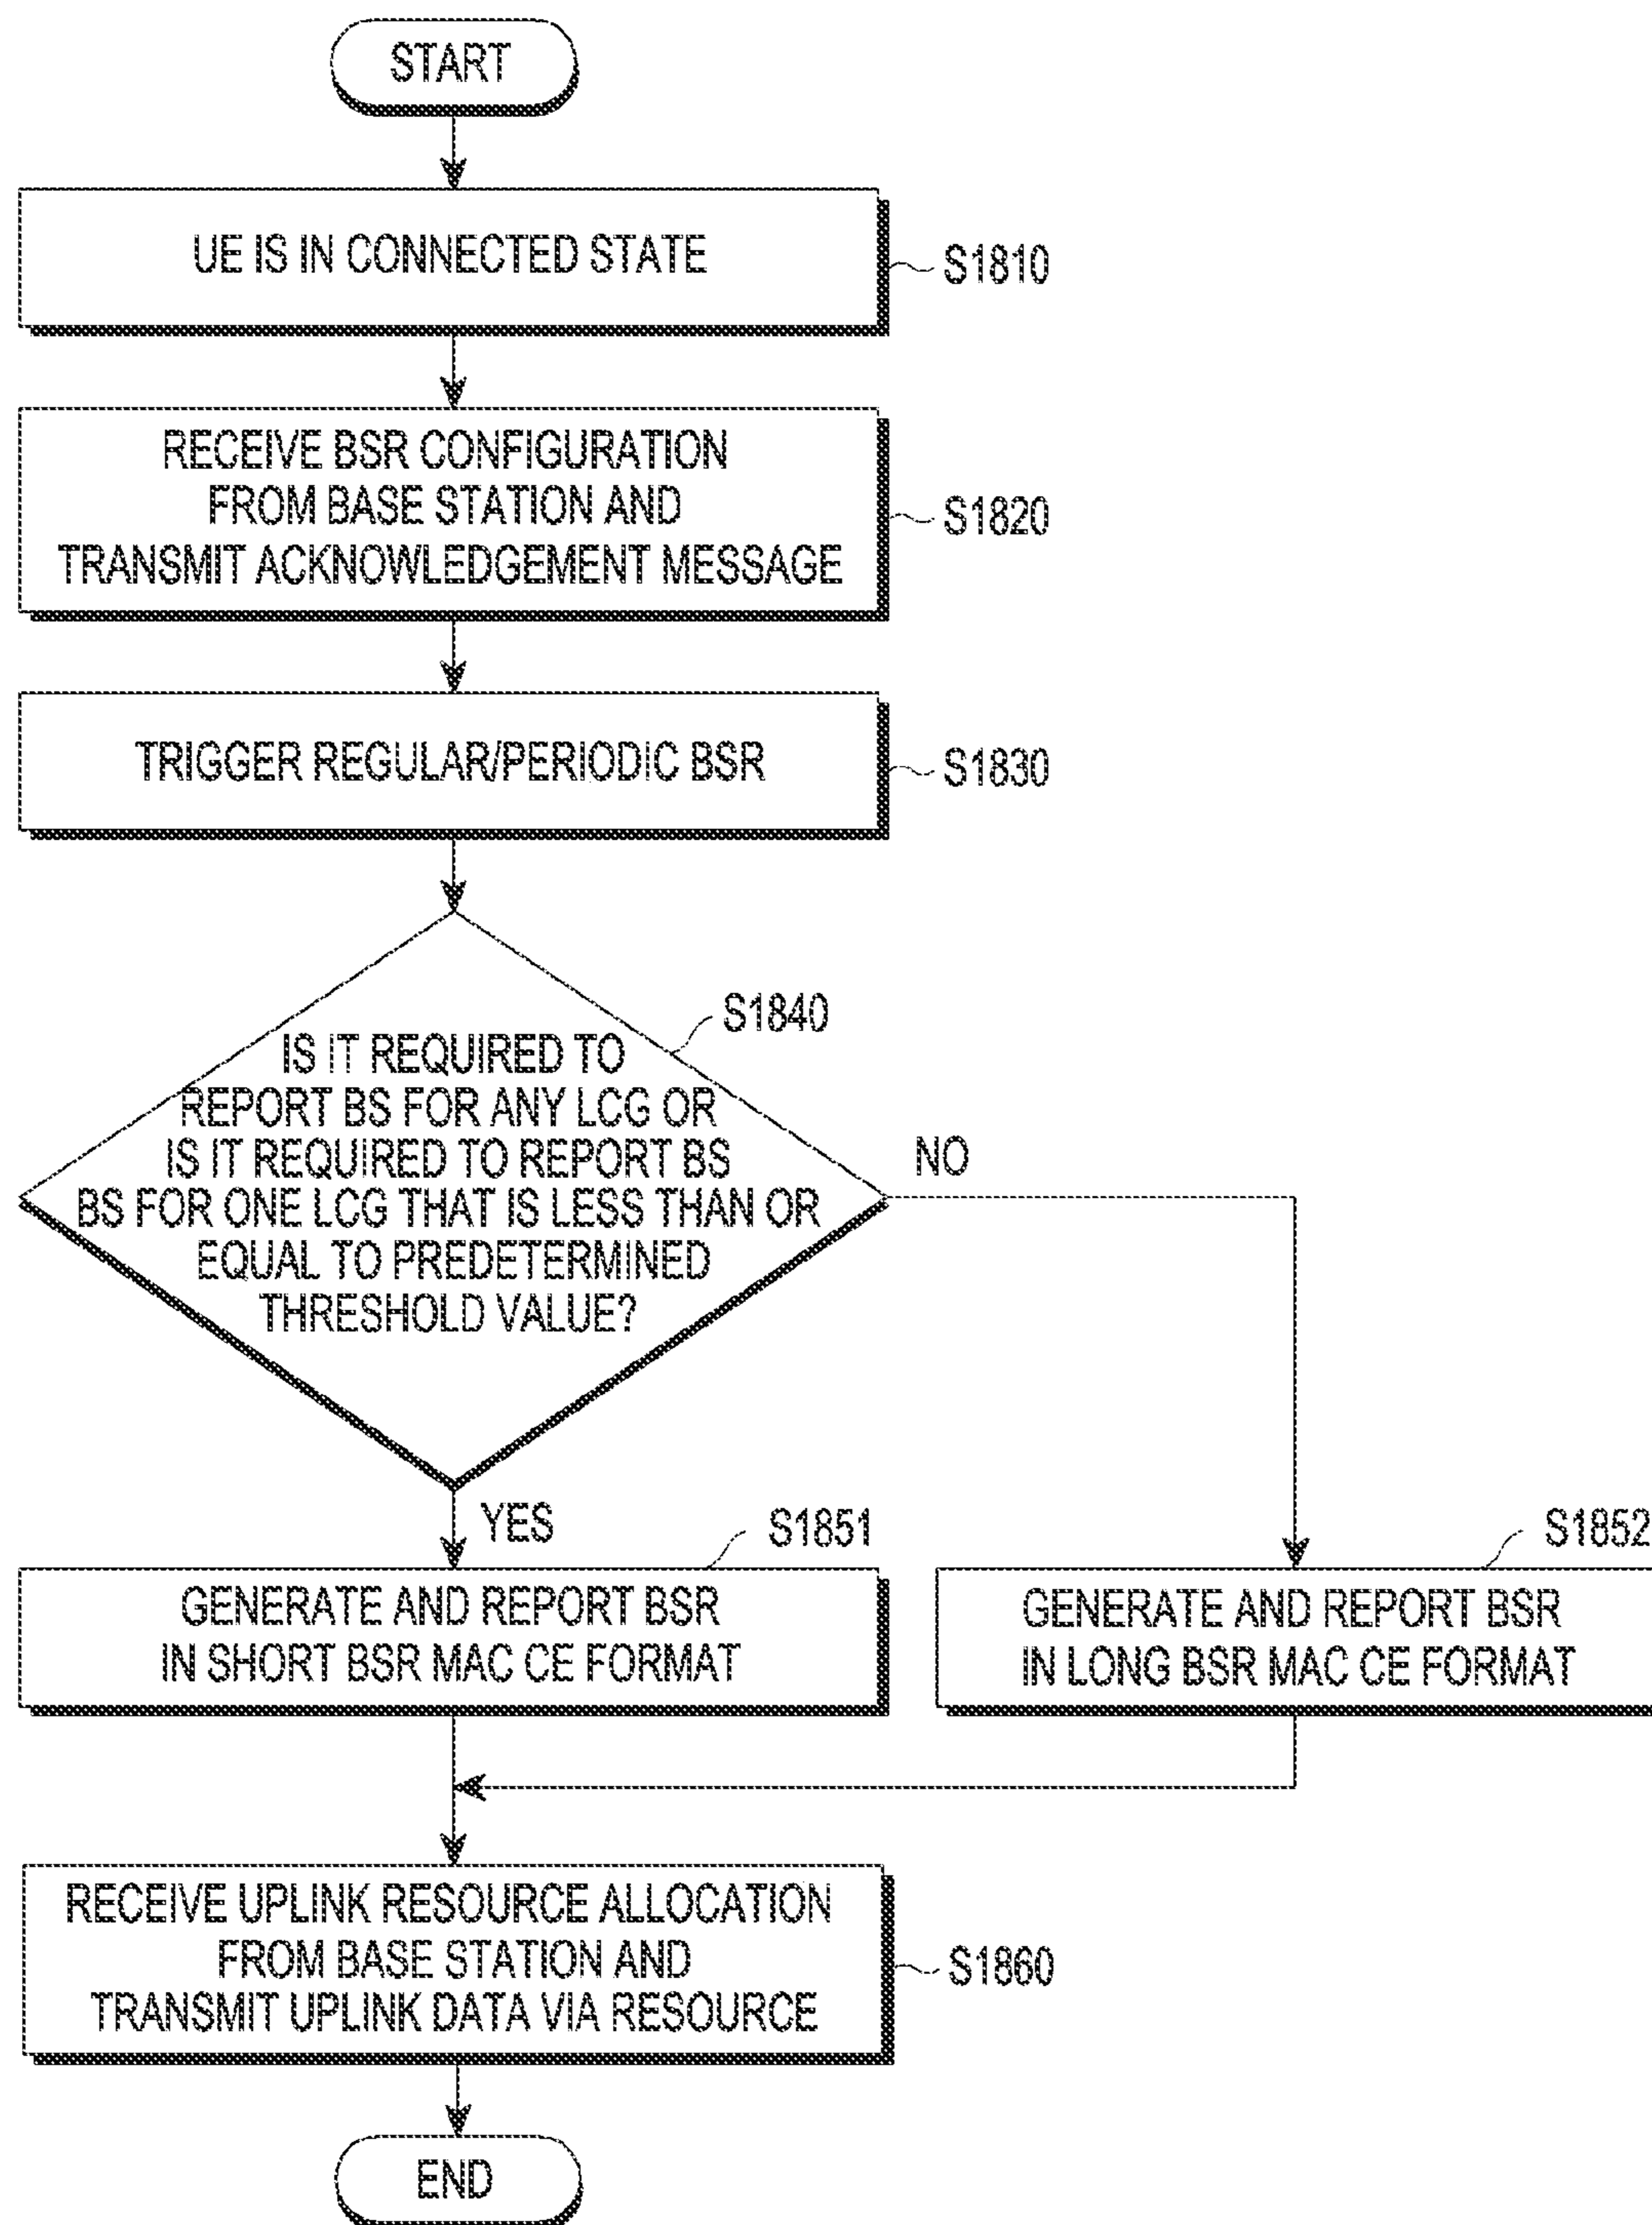 START
UE IS IN CONNECTED STATE
S1810
RECEIVE BSR CONFIGURATION
FROM BASE STATION AND
TRANSMIT ACKNOWLEDGEMENT MESSAGE
S1820
TRIGGER REGULAR/PERIODIC BSR
S1830
S1840
IS IT REQUIRED TO
REPORT BS FOR ANY LCG OR
IS IT REQUIRED TO REPORT BS
BS FOR ONE LCG THAT IS LESS THAN OR
EQUAL TO PREDETERMINED
THRESHOLD VALUE?
NO
YES
S1851
GENERATE AND REPORT BSR
IN SHORT BSR MAC CE FORMAT
S1852
GENERATE AND REPORT BSR
IN LONG BSR MAC CE FORMAT
RECEIVE UPLINK RESOURCE ALLOCATION
FROM BASE STATION AND
TRANSMIT UPLINK DATA VIA RESOURCE
S1860
END